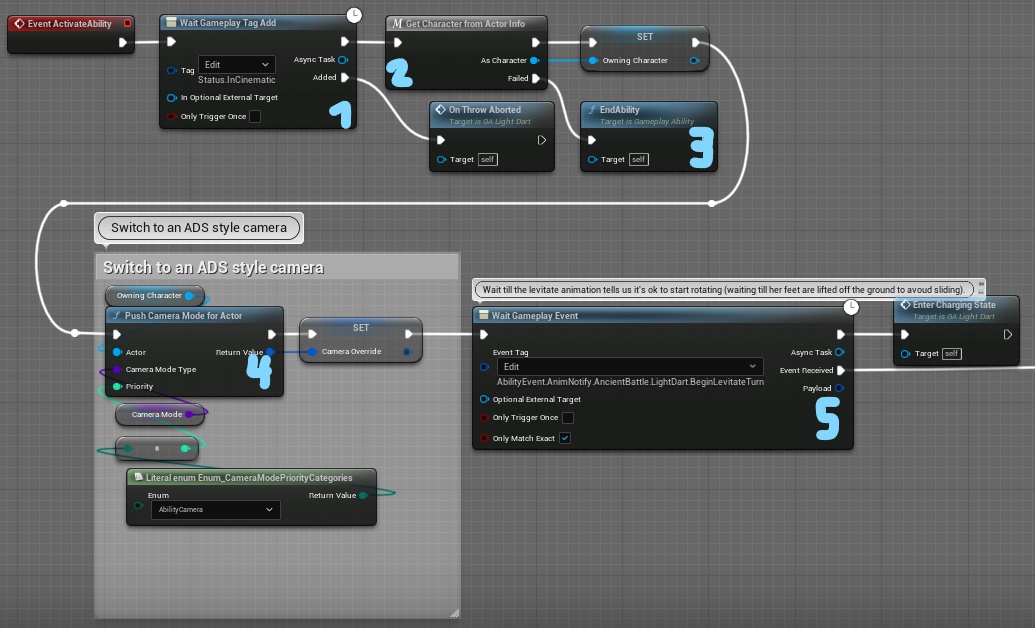 Event ActivateAbility
Wait Gameplay Tag Add
Tag Edit
Status.InCinematic
In Optional External Target
Only Trigger Once
Async Task
Added
1
Get Character from Actor Info
As Character
Failed
2
SET
Owning Character
On Throw Aborted
Target is GA Light Dart
Target self
EndAbility
Target is Gameplay Ability
Target self
3
Switch to an ADS style camera
Switch to an ADS style camera
Owning Character
Push Camera Mode for Actor
Actor
Camera Mode Type
Priority
Return Value
4
SET
Camera Override
Camera Mode
Literal enum Enum_CameraModePriorityCategories
Enum
AbilityCamera
Return Value
Wait till the levitate animation tells us it's ok to start rotating (waiting till her feet are lifted off the ground to avoud sliding).
Wait Gameplay Event
Event Tag
Edit
AbilityEvent.AnimNotify.AncientBattle.LightDart.BeginLevitateTurn
Optional External Target
Only Trigger Once
Only Match Exact
Async Task
Event Received
Payload
5
Enter Charging State
Target is GA Light Dart
Target self